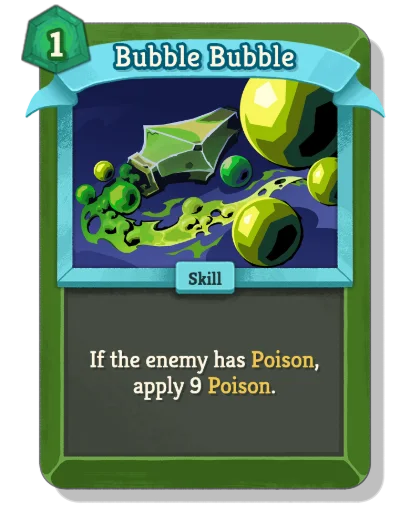 1
Bubble Bubble
Skill
If the enemy has Poison,
apply 9 Poison.